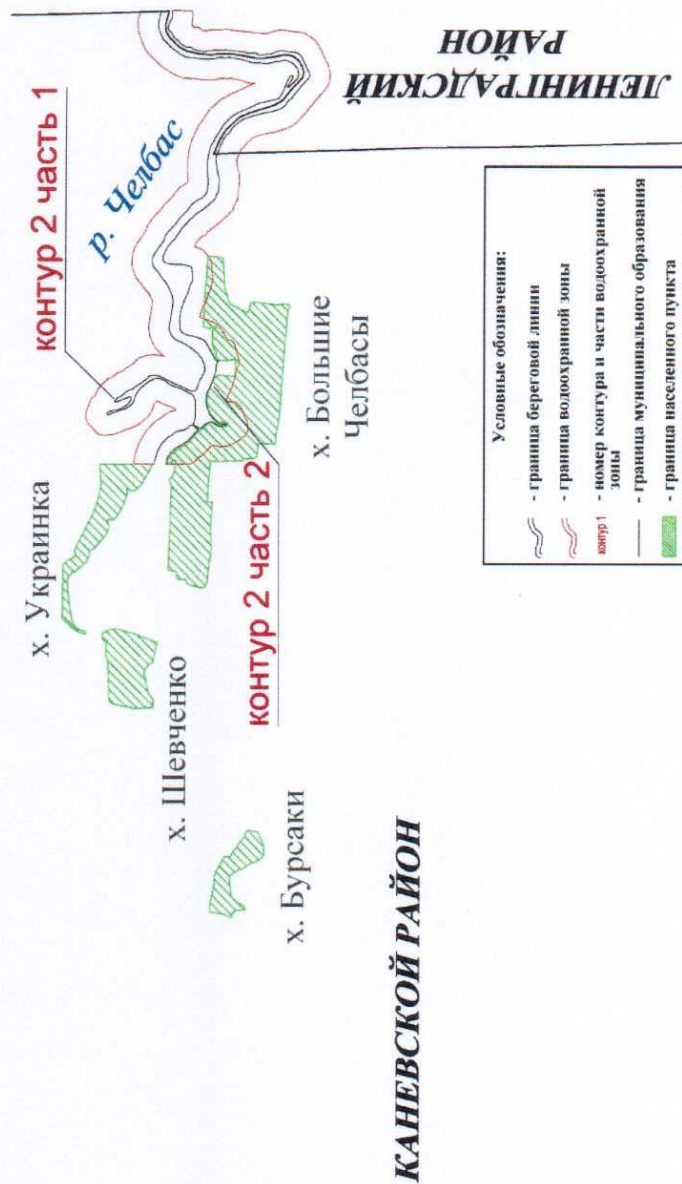 х. Украинка
контур 2 часть 1
р. Челбас
х. Шевченко
контур 2 часть 2
х. Большие
Челбасы
х. Бурсаки
КАНЕВСКОЙ РАЙОН
ЛЕНИНГРАДСКИЙ
РАЙОН
Условные обозначения:
- граница береговой линии
- граница водоохранной зоны
контур 1 - номер контура и части водоохранной
зоны
- граница муниципального образования
- граница населенного пункта